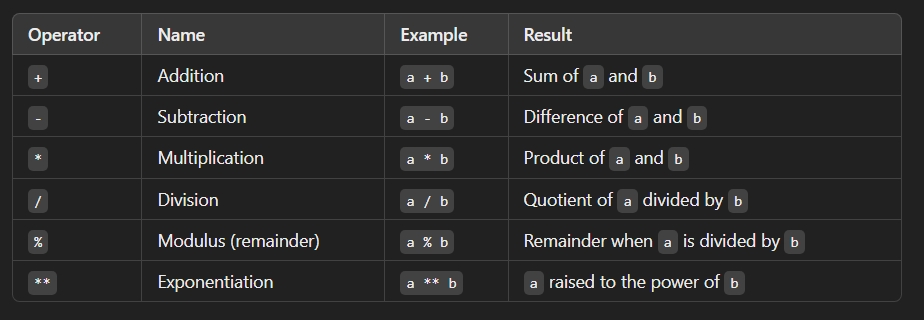 Operator Name Example Result
+ Addition a + b Sum of a and b
- Subtraction a - b Difference of a and b
* Multiplication a * b Product of a and b
/ Division a / b Quotient of a divided by b
% Modulus (remainder) a % b Remainder when a is divided by b
** Exponentiation a ** b a raised to the power of b